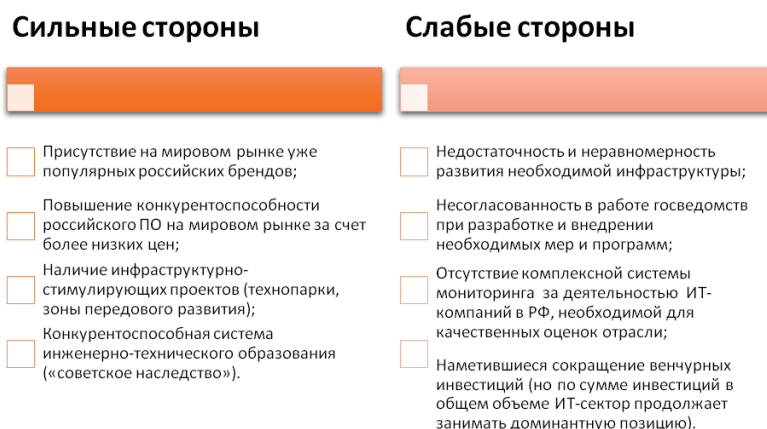 Сильные стороны
Присутствие на мировом рынке уже
популярных российских брендов;
Повышение конкурентоспособности
российского ПО на мировом рынке за счет
более низких цен;
Наличие инфраструктурно-
стимулирующих проектов (технопарки,
зоны передового развития);
Конкурентоспособная система
инженерно-технического образования
(«советское наследство»).
Слабые стороны
Недостаточность и неравномерность
развития необходимой инфраструктуры;
Несогласованность в работе госведомств
при разработке и внедрении
необходимых мер и программ;
Отсутствие комплексной системы
мониторинга за деятельностью ИТ-
компаний в РФ, необходимой для
качественных оценок отрасли;
Наметившиеся сокращение венчурных
инвестиций (но по сумме инвестиций в
общем объеме ИТ-сектор продолжает
занимать доминантную позицию).